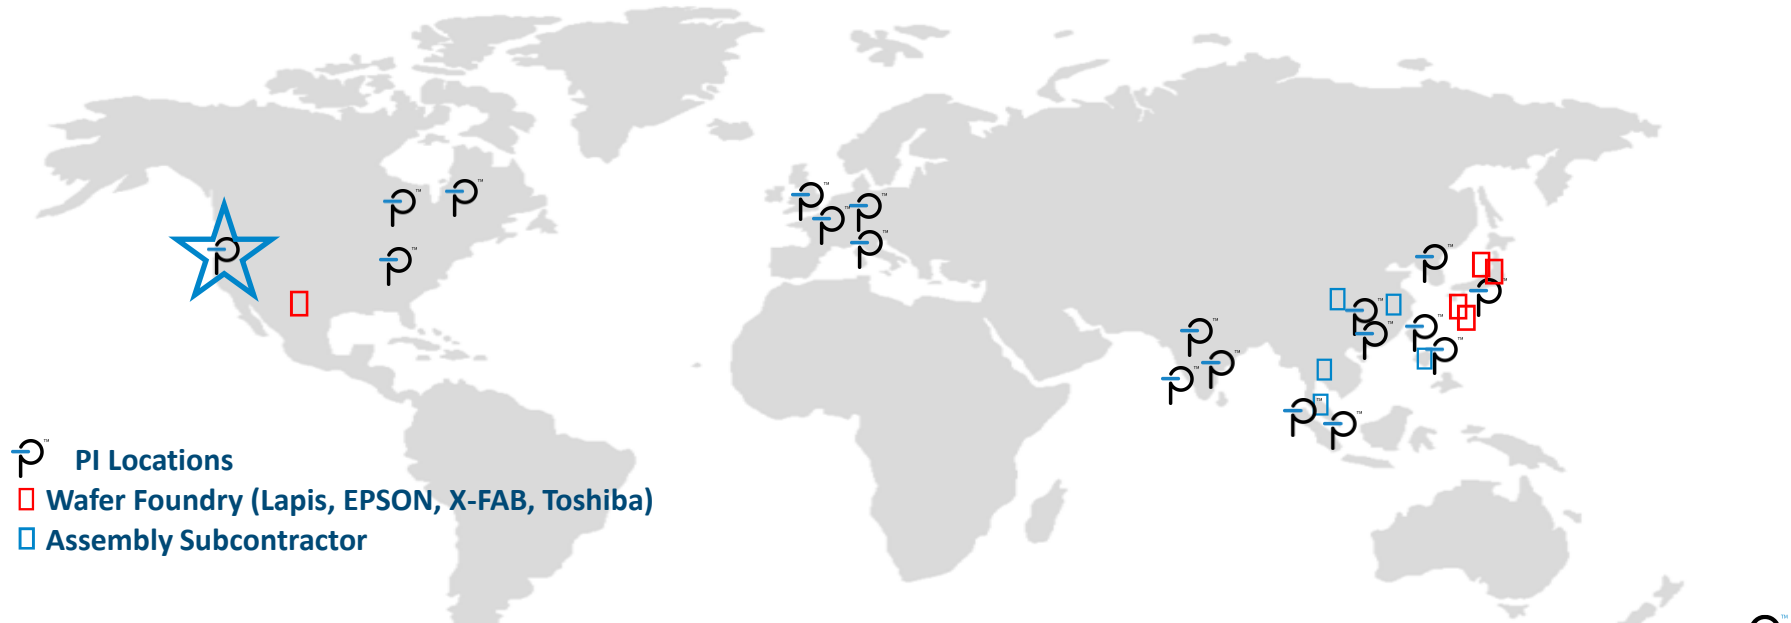 PI Locations
Wafer Foundry (Lapis, EPSON, X-FAB, Toshiba)
Assembly Subcontractor